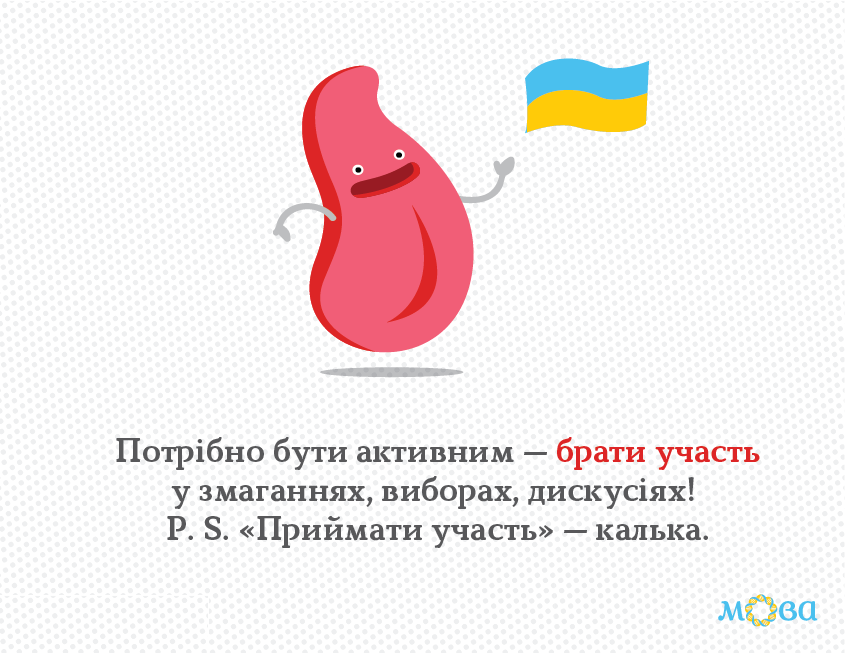 Потрібно бути активним — брати участь
у змаганнях, виборах, дискусіях!
P. S. «Приймати участь» — калька.
мова